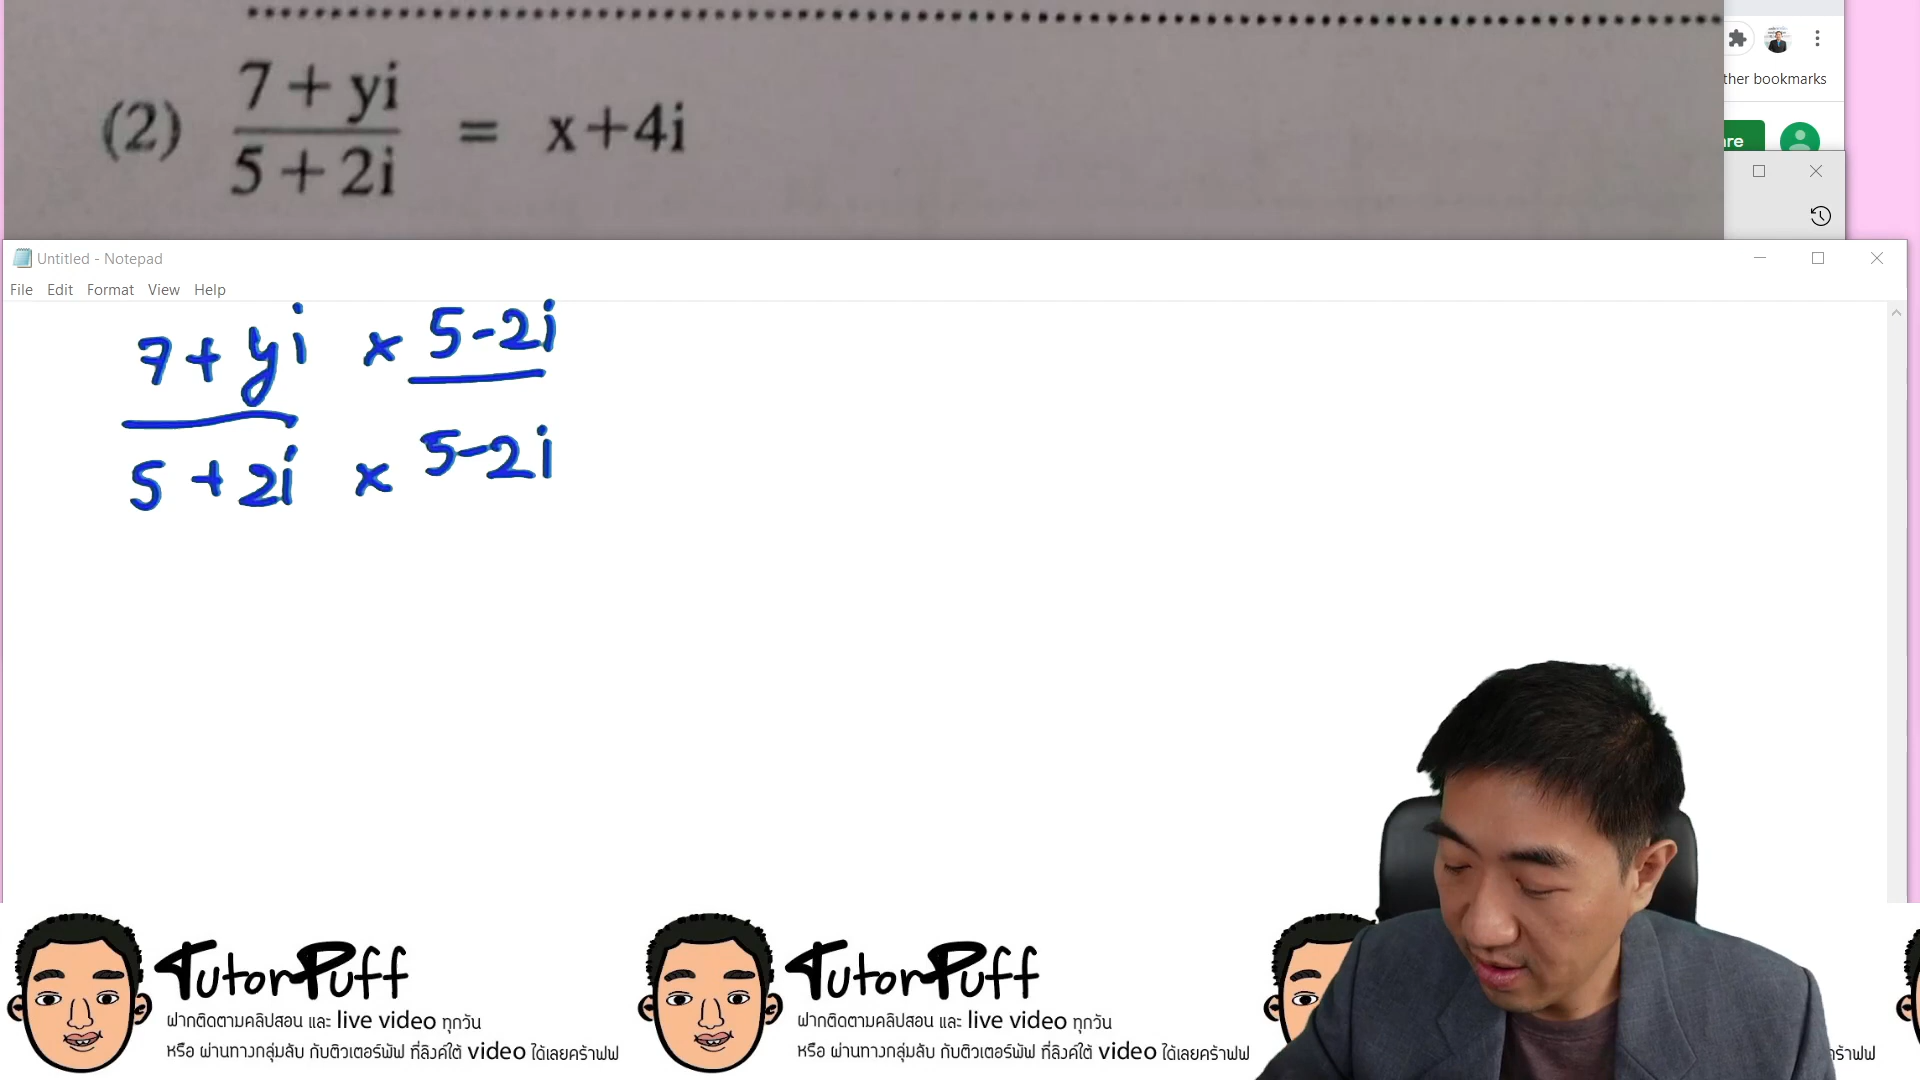 (2) 7 + yi / 5 + 2i = x+4i
ther bookmarks
re
Untitled - Notepad
File Edit Format View Help
7 + yi × 5-2i
5 + 2i × 5-2i
TutorPuff
ฝากติดตามคลิปสอน และ live video ทุกวัน
หรือ ผ่านทางกลุ่มลับ กับติวเตอร์พัฟ ที่ลิงค์ใต้ video ได้เลยคร้าฟฟ
TutorPuff
ฝากติดตามคลิปสอน และ live video ทุกวัน
หรือ ผ่านทางกลุ่มลับ กับติวเตอร์พัฟ ที่ลิงค์ใต้ video ได้เลยคร้าฟฟ
คร้าฟฟ